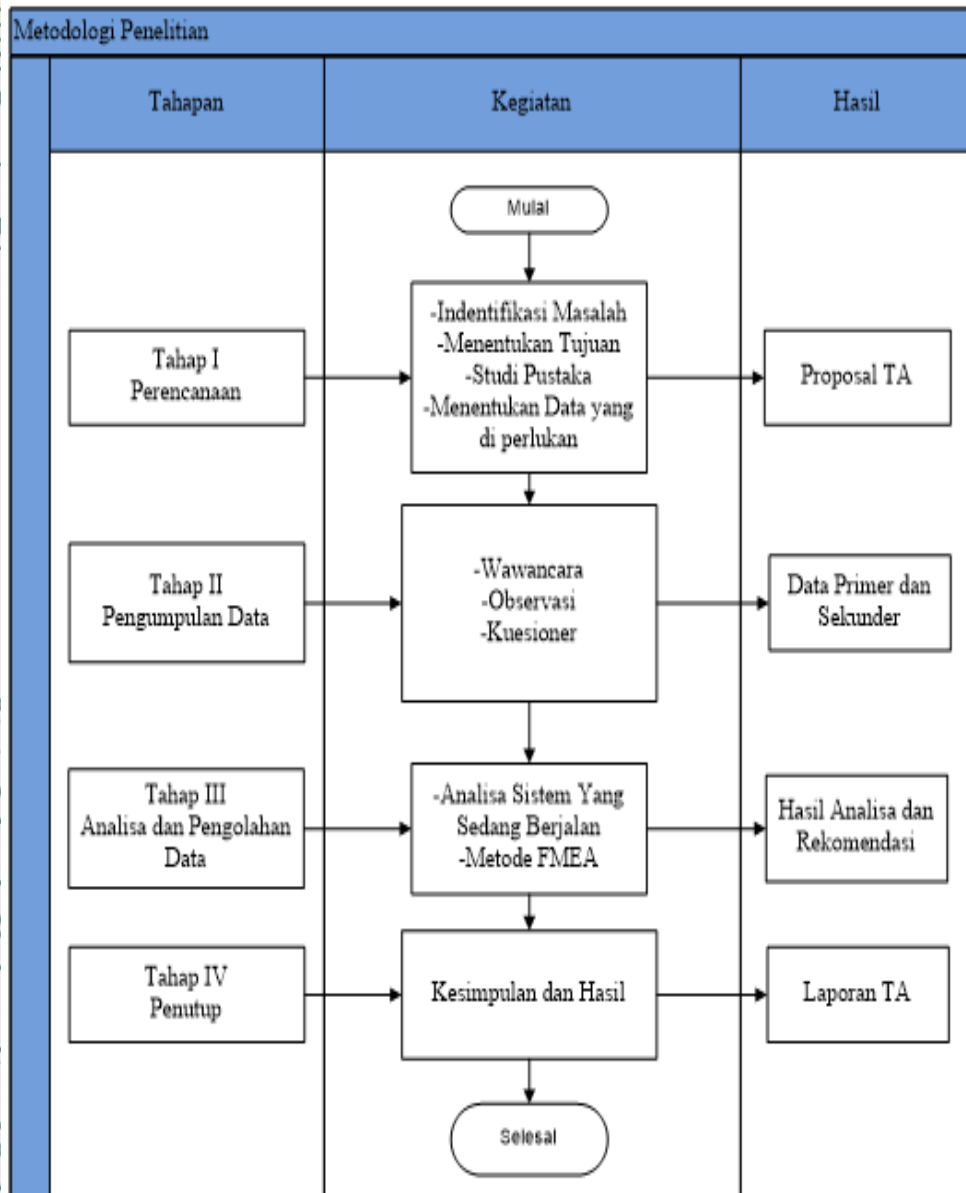 Metodologi Penelitian
Tahapan
Kegiatan
Hasil
Mulai
Tahap I
Perencanaan
-Indentifikasi Masalah
-Menentukan Tujuan
-Studi Pustaka
-Menentukan Data yang
di perlukan
Proposal TA
Tahap II
Pengumpulan Data
-Wawancara
-Observasi
-Kuesioner
Data Primer dan
Sekunder
Tahap III
Analisa dan Pengolahan
Data
-Analisa Sistem Yang
Sedang Berjalan
-Metode FMEA
Hasil Analisa dan
Rekomendasi
Tahap IV
Penutup
Kesimpulan dan Hasil
Laporan TA
Selesai